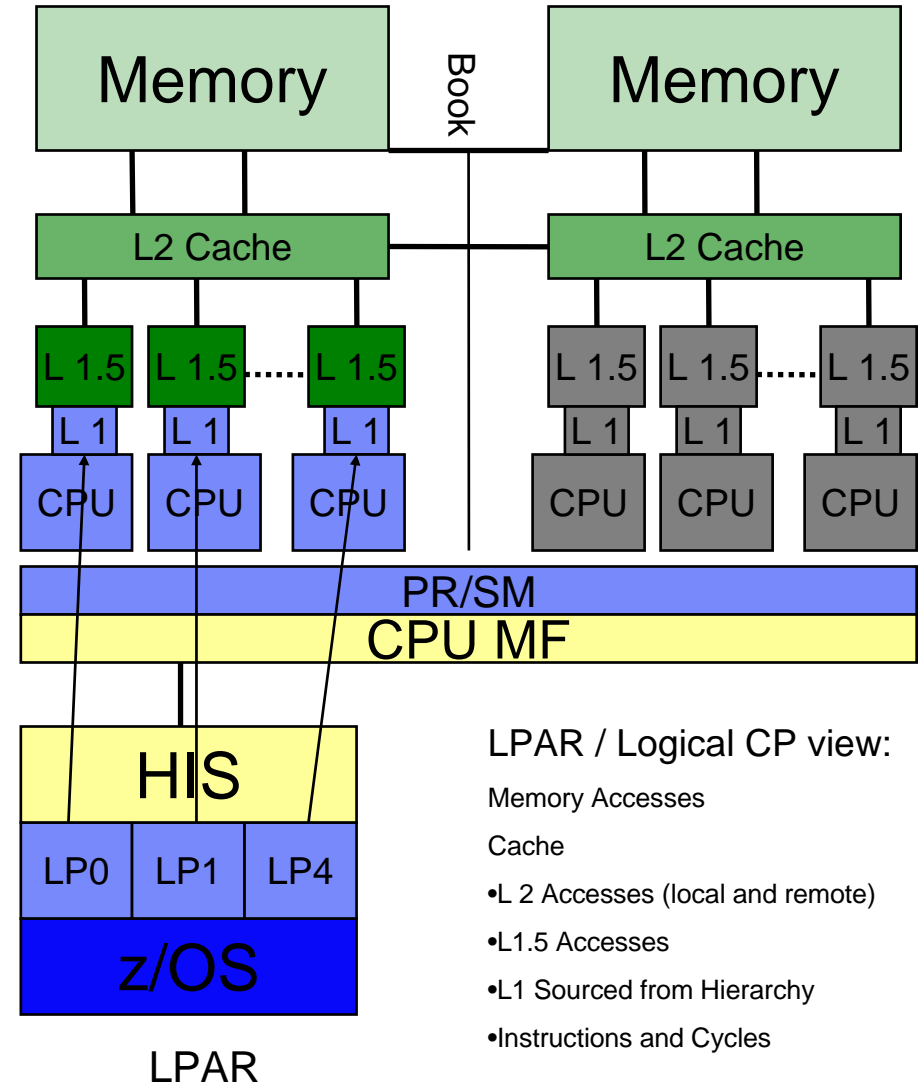 Memory
Book
Memory
L2 Cache
L2 Cache
L 1.5 L 1.5 L 1.5
L 1.5 L 1.5 L 1.5
L 1 L 1 L 1
L 1 L 1 L 1
CPU CPU CPU
CPU CPU CPU
PR/SM
CPU MF
HIS
LP0 LP1 LP4
z/OS
LPAR
LPAR / Logical CP view:
Memory Accesses
Cache
•L 2 Accesses (local and remote)
•L1.5 Accesses
•L1 Sourced from Hierarchy
•Instructions and Cycles